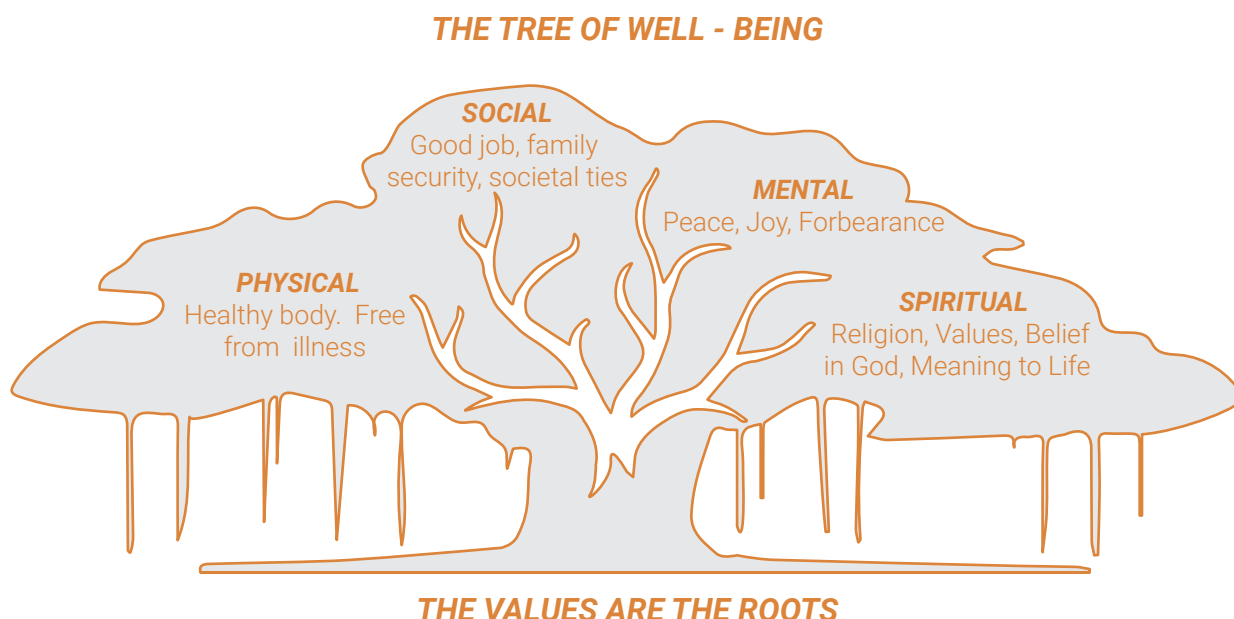 THE TREE OF WELL - BEING
SOCIAL
Good job, family
security, societal ties
MENTAL
Peace, Joy, Forbearance
PHYSICAL
Healthy body.  Free
from  illness
SPIRITUAL
Religion, Values, Belief
in God, Meaning to Life
THE VALUES ARE THE ROOTS